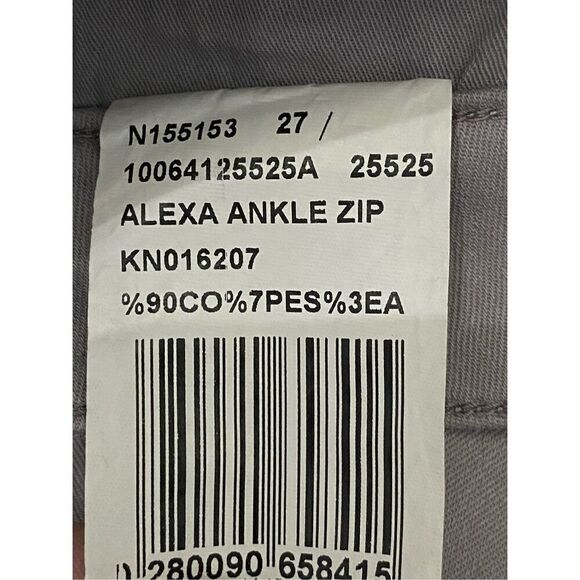 N155153 27 /
10064125525A 25525
ALEXA ANKLE ZIP
KN016207
%90CO%7PES%3EA
280090 658415